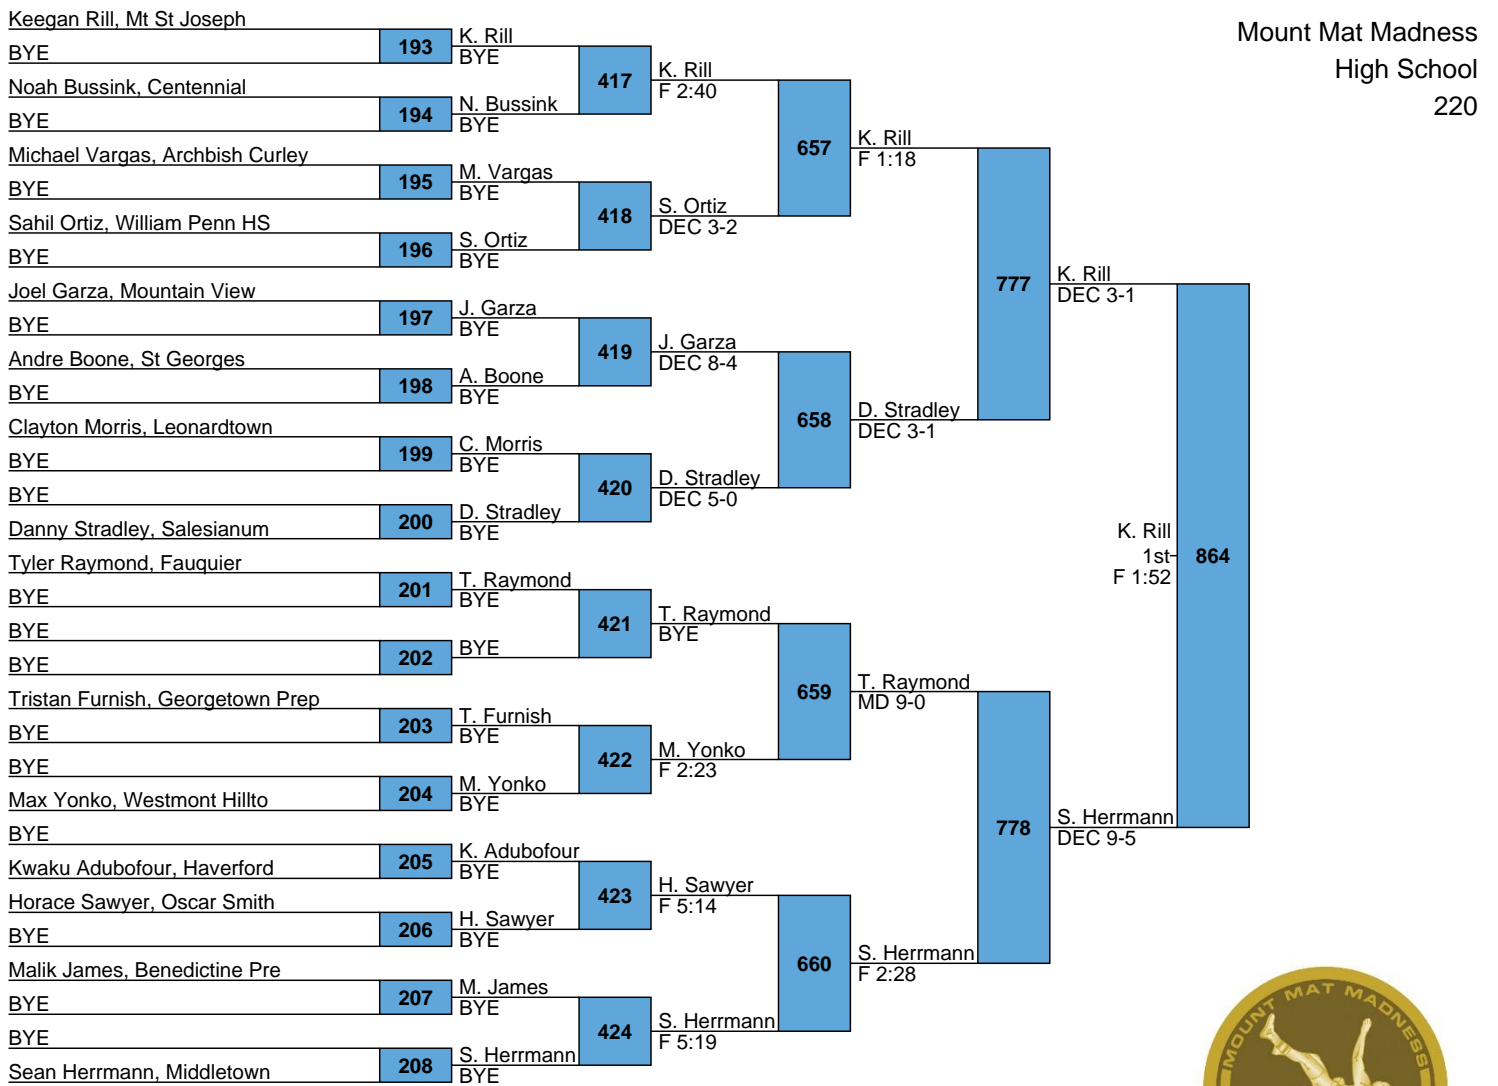 Mount Mat Madness
High School
220
Keegan Rill, Mt St Joseph
BYE
193
K. Rill
BYE
Noah Bussink, Centennial
BYE
194
N. Bussink
BYE
417
K. Rill
F 2:40
Michael Vargas, Archbish Curley
BYE
195
M. Vargas
BYE
Sahil Ortiz, William Penn HS
BYE
196
S. Ortiz
BYE
418
S. Ortiz
DEC 3-2
657
K. Rill
F 1:18
Joel Garza, Mountain View
BYE
197
J. Garza
BYE
Andre Boone, St Georges
BYE
198
A. Boone
BYE
419
J. Garza
DEC 8-4
Clayton Morris, Leonardtown
BYE
199
C. Morris
BYE
BYE
Danny Stradley, Salesianum
200
D. Stradley
BYE
420
D. Stradley
DEC 5-0
658
D. Stradley
DEC 3-1
777
K. Rill
DEC 3-1
Tyler Raymond, Fauquier
BYE
201
T. Raymond
BYE
BYE
BYE
202
BYE
421
T. Raymond
BYE
Tristan Furnish, Georgetown Prep
BYE
203
T. Furnish
BYE
BYE
Max Yonko, Westmont Hillto
204
M. Yonko
BYE
422
M. Yonko
F 2:23
659
T. Raymond
MD 9-0
BYE
Kwaku Adubofour, Haverford
205
K. Adubofour
BYE
Horace Sawyer, Oscar Smith
BYE
206
H. Sawyer
BYE
423
H. Sawyer
F 5:14
Malik James, Benedictine Pre
BYE
207
M. James
BYE
BYE
Sean Herrmann, Middletown
208
S. Herrmann
BYE
424
S. Herrmann
F 5:19
660
S. Herrmann
F 2:28
778
S. Herrmann
DEC 9-5
K. Rill
1st
F 1:52
864
MOUNT MAT MADNESS